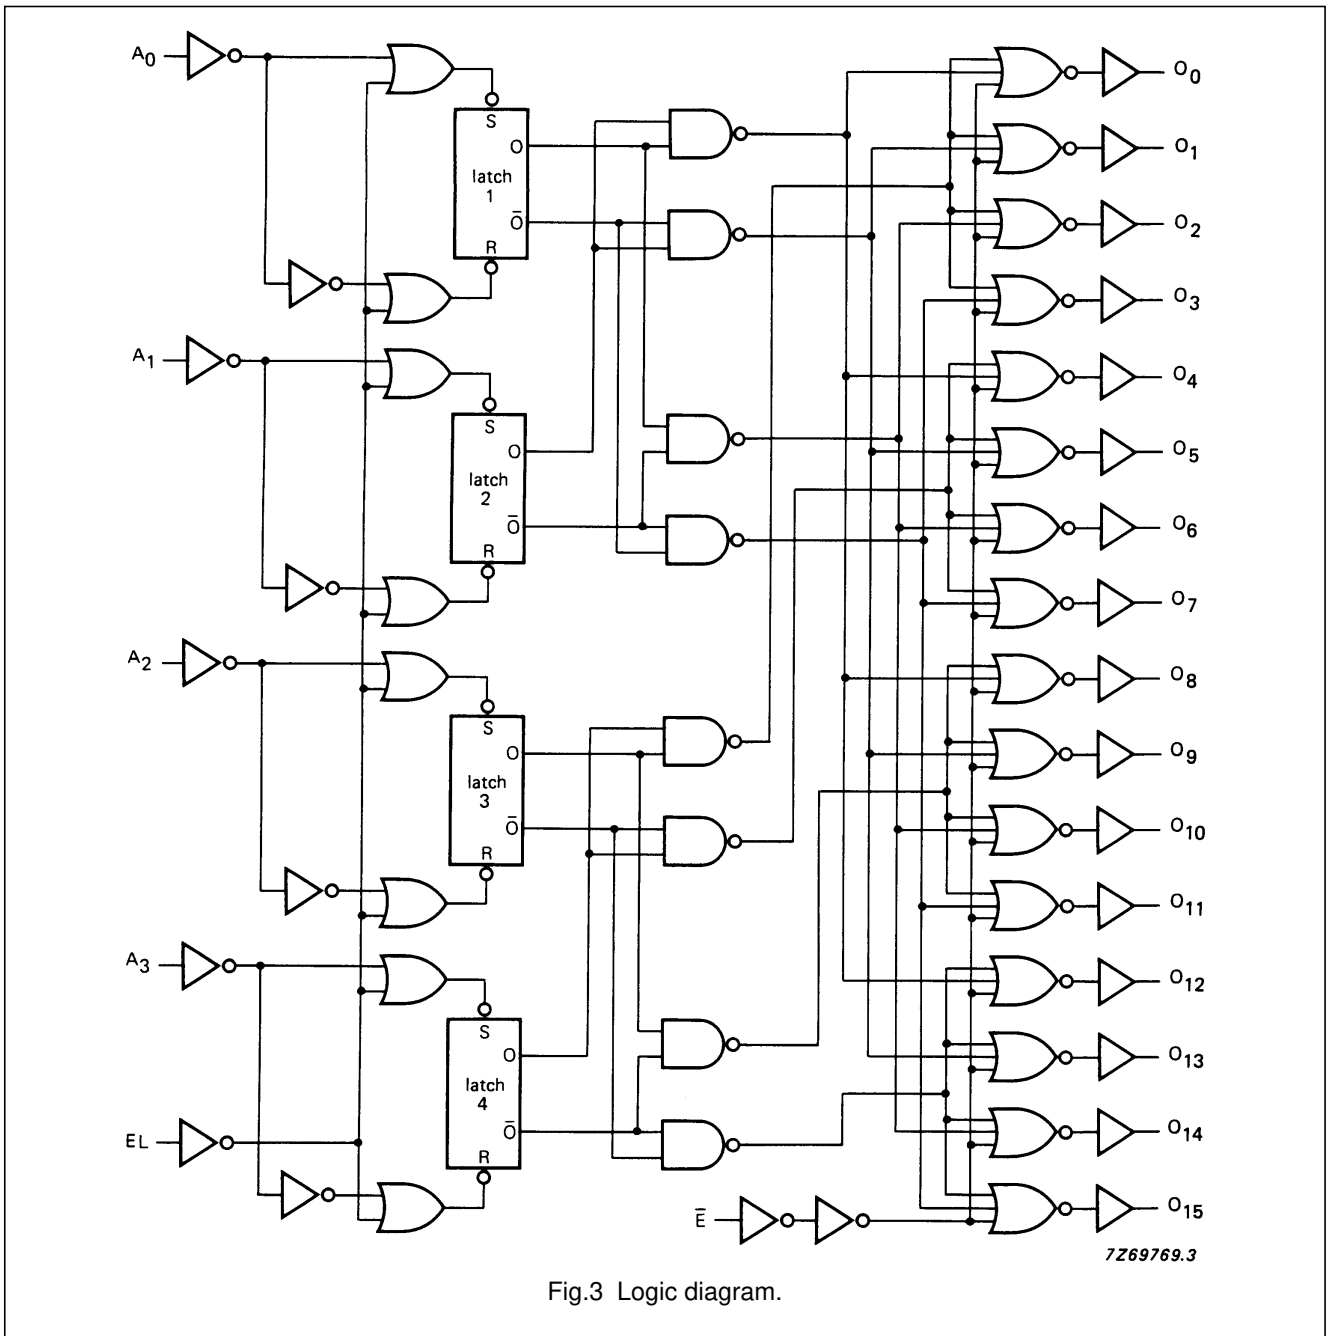 A0
O0
S
O
latch
1
Ō
R
O1
O2
O3
A1
O4
S
O
latch
2
Ō
R
O5
O6
O7
A2
O8
S
O
latch
3
Ō
R
O9
O10
O11
A3
O12
S
O
latch
4
Ō
R
O13
EL
O14
Ē
O15
7Z69769.3
Fig.3 Logic diagram.